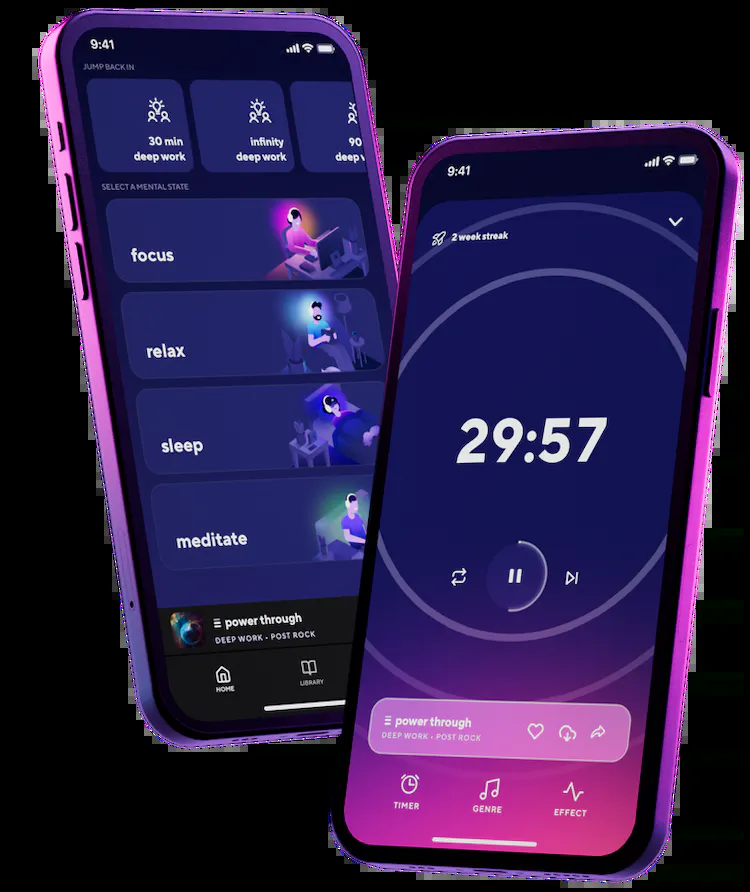 9:41
JUMP BACK IN
30 min
deep work
infinity
deep work
90
deep
SELECT A MENTAL STATE
focus
relax
sleep
meditate
power through
DEEP WORK • POST ROCK
HOME
LIBRARY
9:41
2 week streak
29:57
power through
DEEP WORK • POST ROCK
TIMER
GENRE
EFFECT